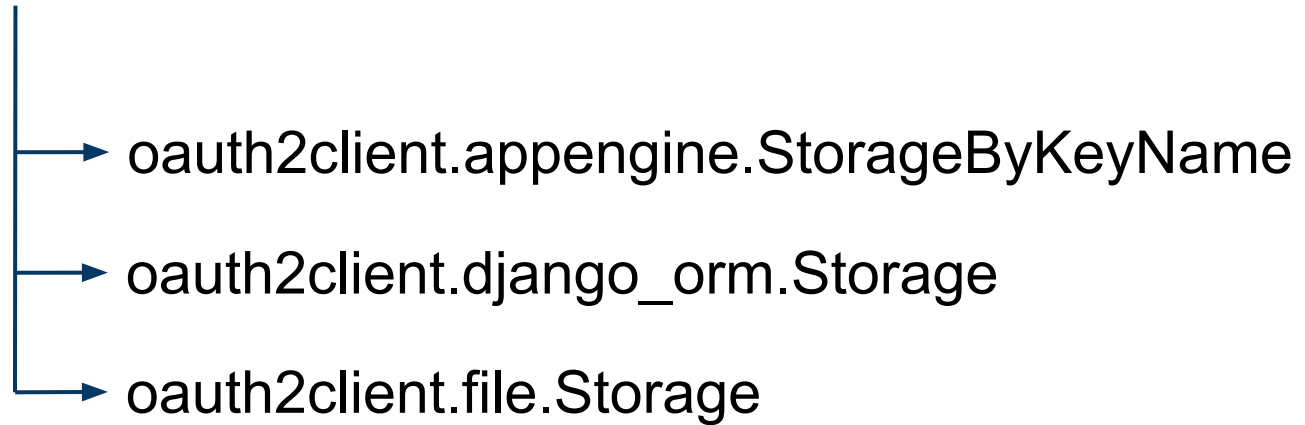 oauth2client.appengine.StorageByKeyName
oauth2client.django_orm.Storage
oauth2client.file.Storage